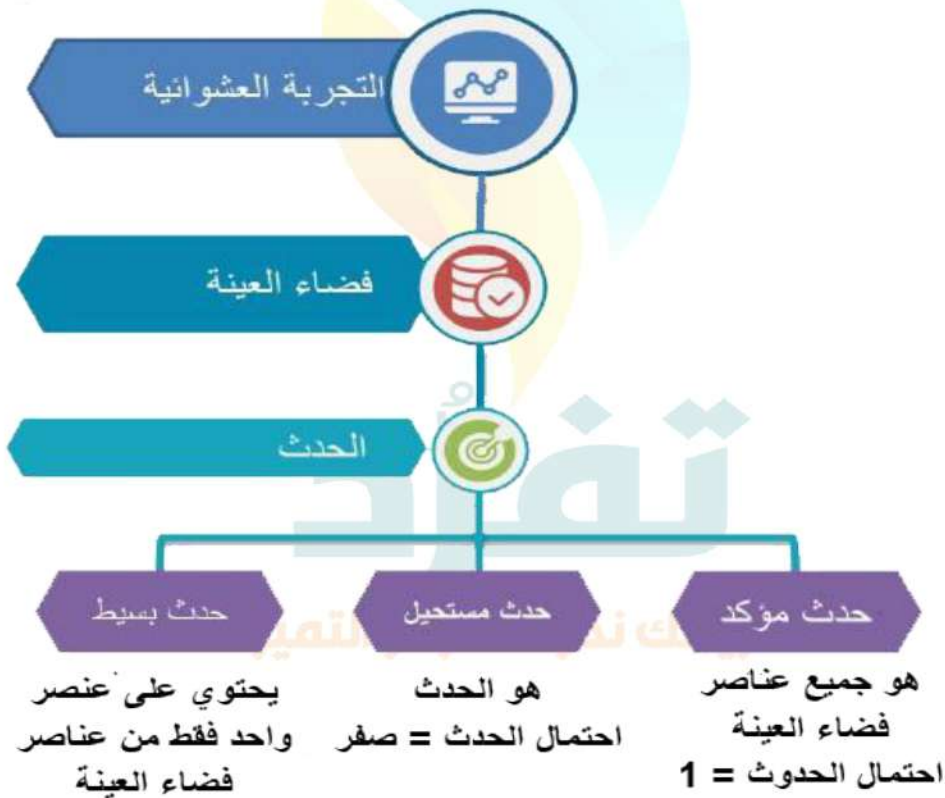 التجربة العشوائية
فضاء العينة
الحدث
تفرُد
حدث مؤكد
حدث مستحيل
حدث بسيط
هو جميع عناصر
فضاء العينة
احتمال الحدوث = 1
هو الحدث
احتمال الحدث = صفر
يحتوي على عنصر
واحد فقط من عناصر
فضاء العينة